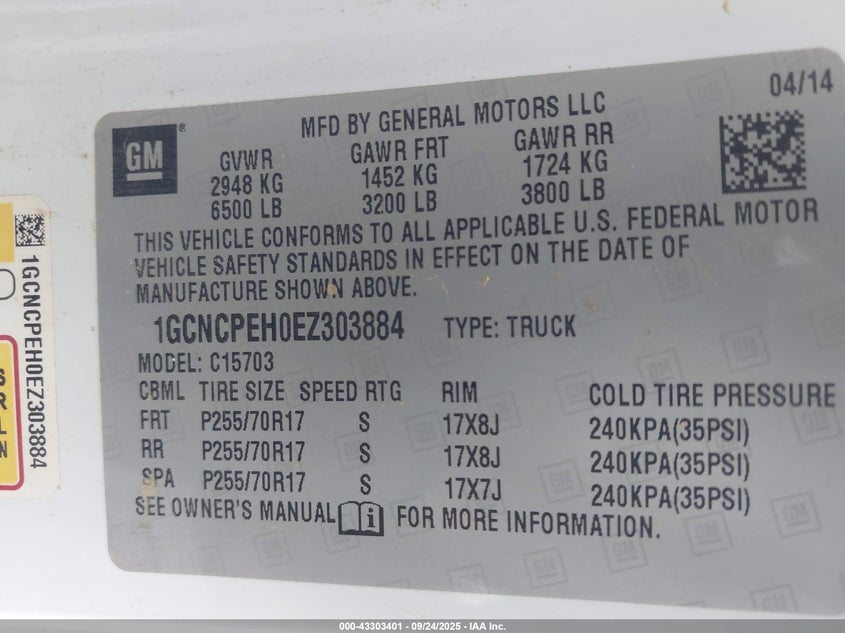 04/14
MFD BY GENERAL MOTORS LLC
GM®
GVWR GAWR FRT GAWR RR
2948 KG 1452 KG 1724 KG
6500 LB 3200 LB 3800 LB
THIS VEHICLE CONFORMS TO ALL APPLICABLE U.S. FEDERAL MOTOR
VEHICLE SAFETY STANDARDS IN EFFECT ON THE DATE OF
MANUFACTURE SHOWN ABOVE.
1GCNCPEH0EZ303884 TYPE: TRUCK
MODEL: C15703
CBML TIRE SIZE SPEED RTG RIM COLD TIRE PRESSURE
FRT P255/70R17 S 17X8J 240KPA(35PSI)
RR P255/70R17 S 17X8J 240KPA(35PSI)
SPA P255/70R17 S 17X7J 240KPA(35PSI)
SEE OWNER'S MANUAL FOR MORE INFORMATION.
1GCNCPEH0EZ303884
000-43303401 - 09/24/2025 - IAA Inc.